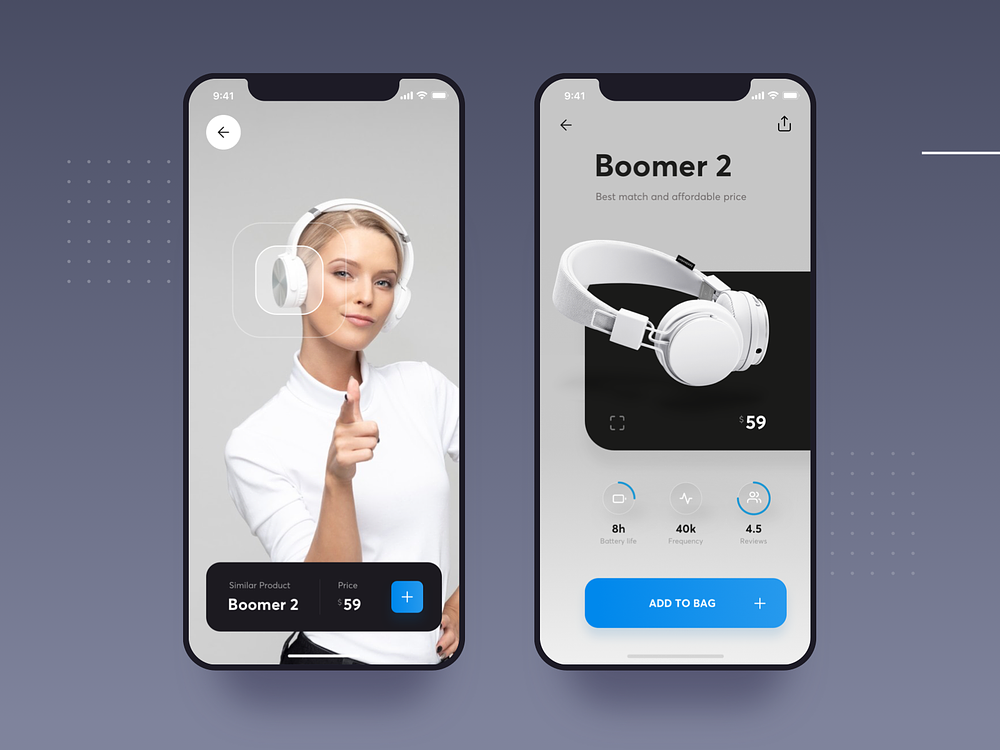 9:41
Similar Product
Boomer 2
Price
$59
9:41
Boomer 2
Best match and affordable price
$59
8h
Battery life
40k
Frequency
4.5
Reviews
ADD TO BAG